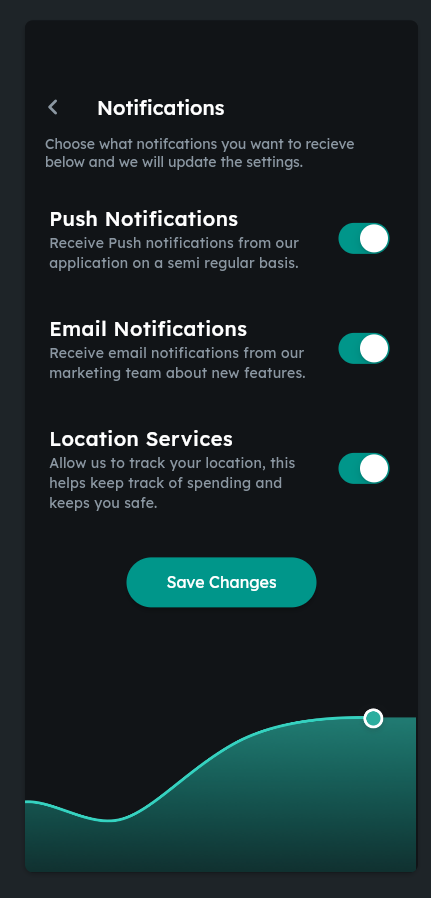 Notifications
Choose what notifcations you want to recieve
below and we will update the settings.
Push Notifications
Receive Push notifications from our
application on a semi regular basis.
Email Notifications
Receive email notifications from our
marketing team about new features.
Location Services
Allow us to track your location, this
helps keep track of spending and
keeps you safe.
Save Changes